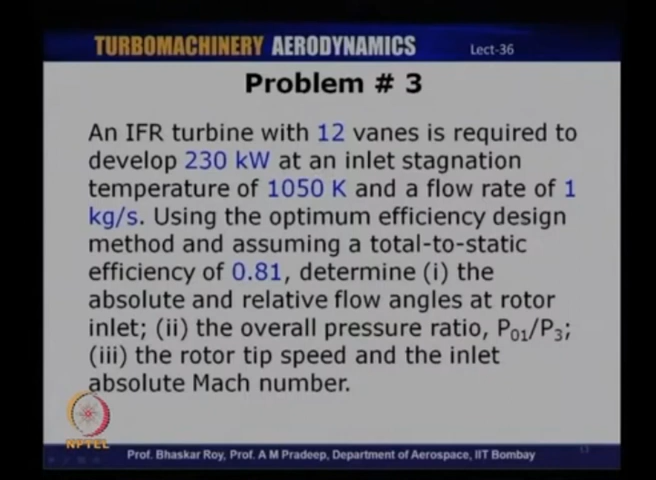 TURBOMACHINERY AERODYNAMICS Lect-36
Problem # 3
An IFR turbine with 12 vanes is required to
develop 230 kW at an inlet stagnation
temperature of 1050 K and a flow rate of 1
kg/s. Using the optimum efficiency design
method and assuming a total-to-static
efficiency of 0.81, determine (i) the
absolute and relative flow angles at rotor
inlet; (ii) the overall pressure ratio, P01/P3;
(iii) the rotor tip speed and the inlet
absolute Mach number.
NPTEL
Prof. Bhaskar Roy, Prof. A M Pradeep, Department of Aerospace, IIT Bombay